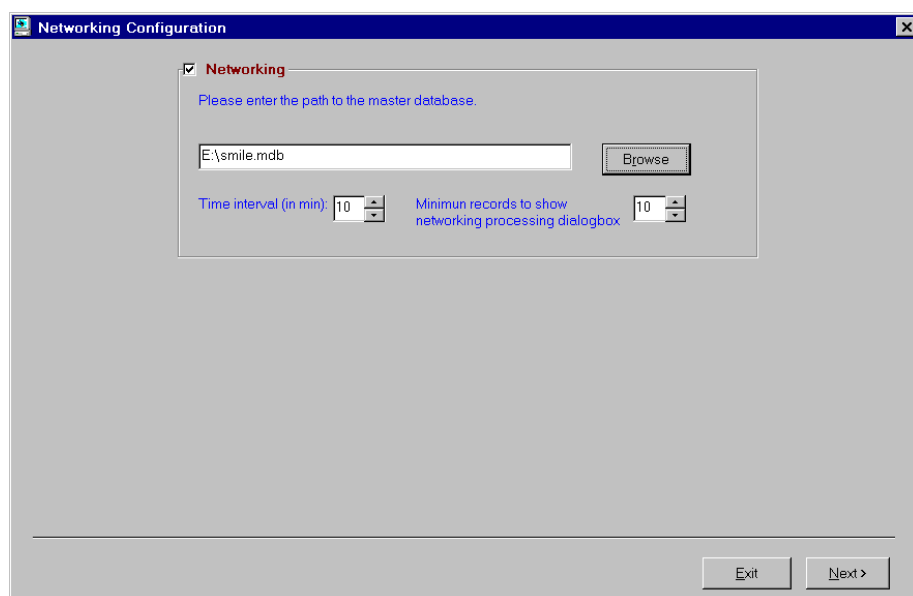 Networking Configuration
Networking
Please enter the path to the master database.
E:\smile.mdb
Browse
Time interval (in min): 10
Minimun records to show
networking processing dialogbox
10
Exit
Next >